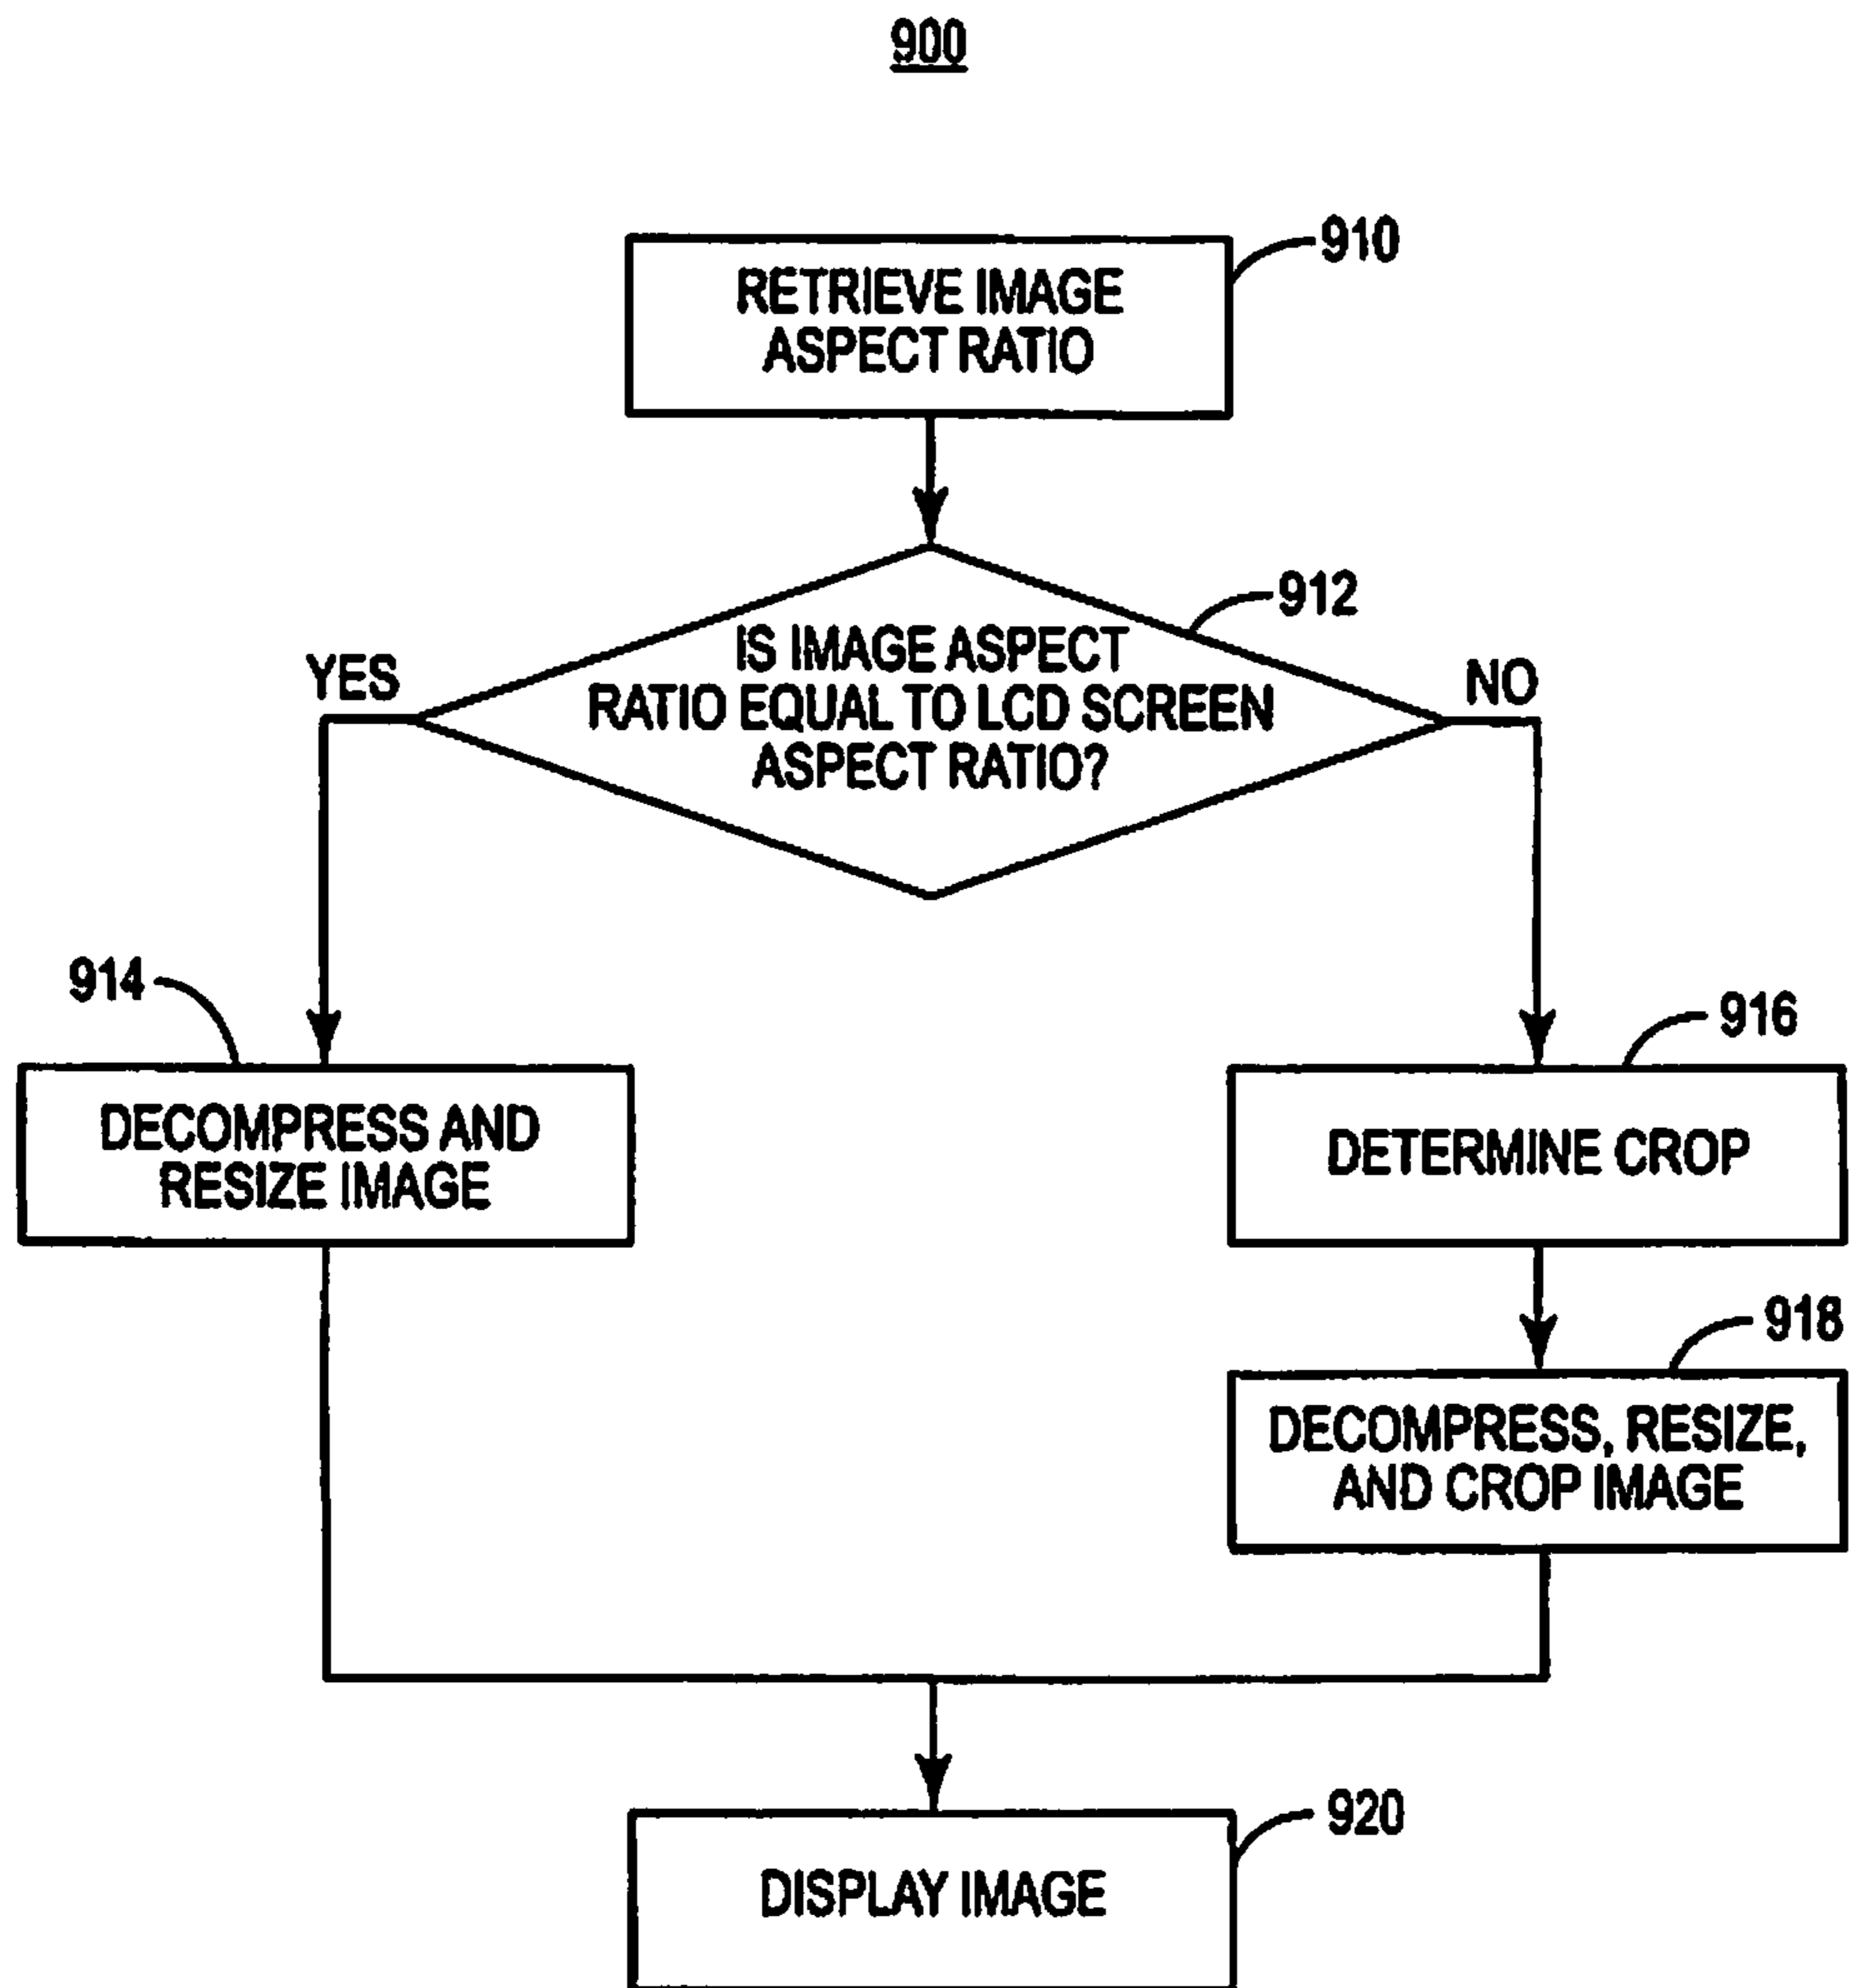 900
910
RETRIEVE IMAGE
ASPECT RATIO
912
IS IMAGE ASPECT
RATIO EQUAL TO LCD SCREEN
ASPECT RATIO?
YES
NO
914
DECOMPRESS AND
RESIZE IMAGE
916
DETERMINE CROP
918
DECOMPRESS, RESIZE,
AND CROP IMAGE
920
DISPLAY IMAGE